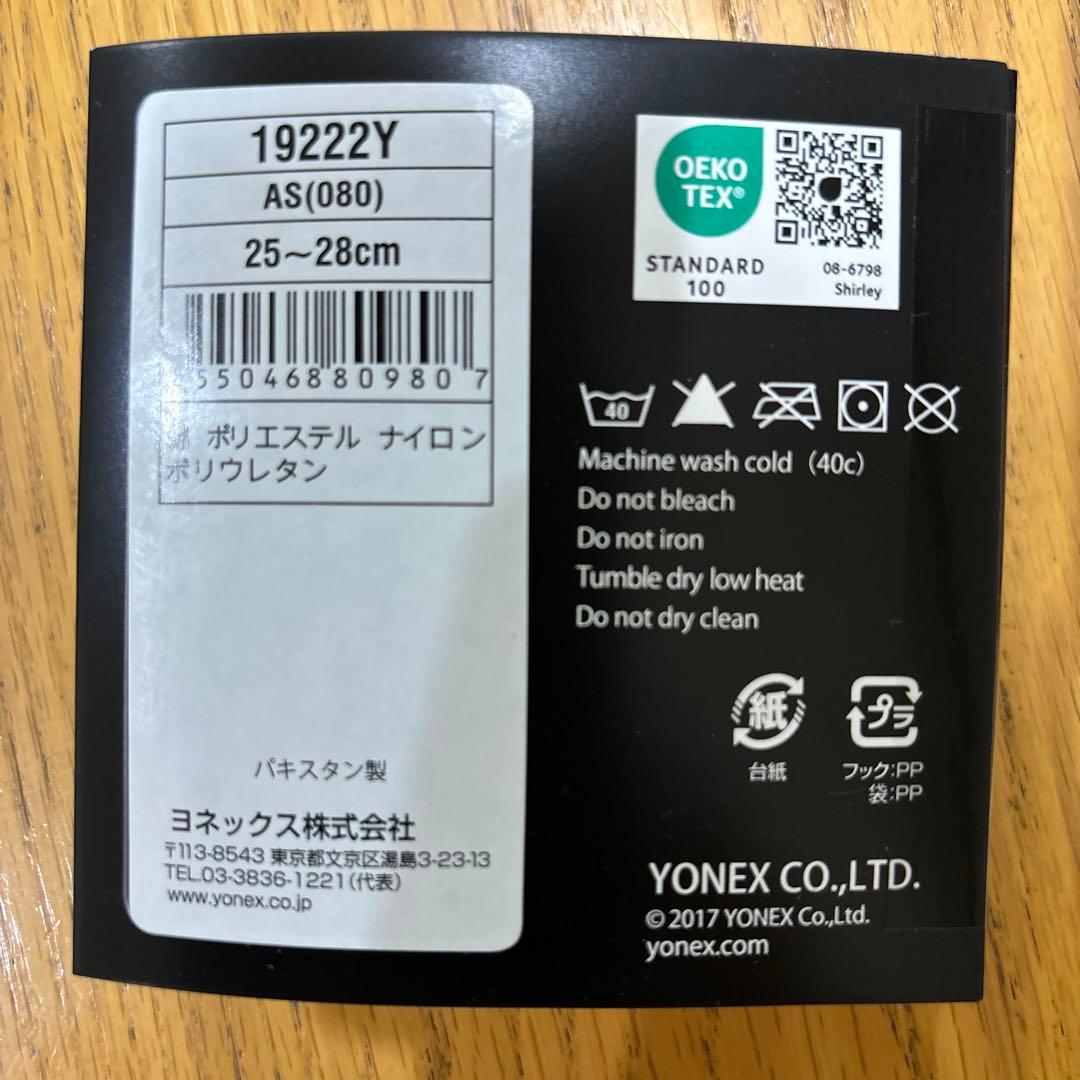 19222Y
AS(080)
25～28cm
550468809807
ポリエステル ナイロン
ポリウレタン
パキスタン製
ヨネックス株式会社
〒113-8543 東京都文京区湯島3-23-13
TEL.03-3836-1221(代表)
www.yonex.co.jp
OEKO
TEX®
STANDARD
100
08-6798
Shirley
40
Machine wash cold（40c）
Do not bleach
Do not iron
Tumble dry low heat
Do not dry clean
紙
台紙
プラ
フック:PP
袋:PP
YONEX CO.,LTD.
© 2017 YONEX Co.,Ltd.
yonex.com